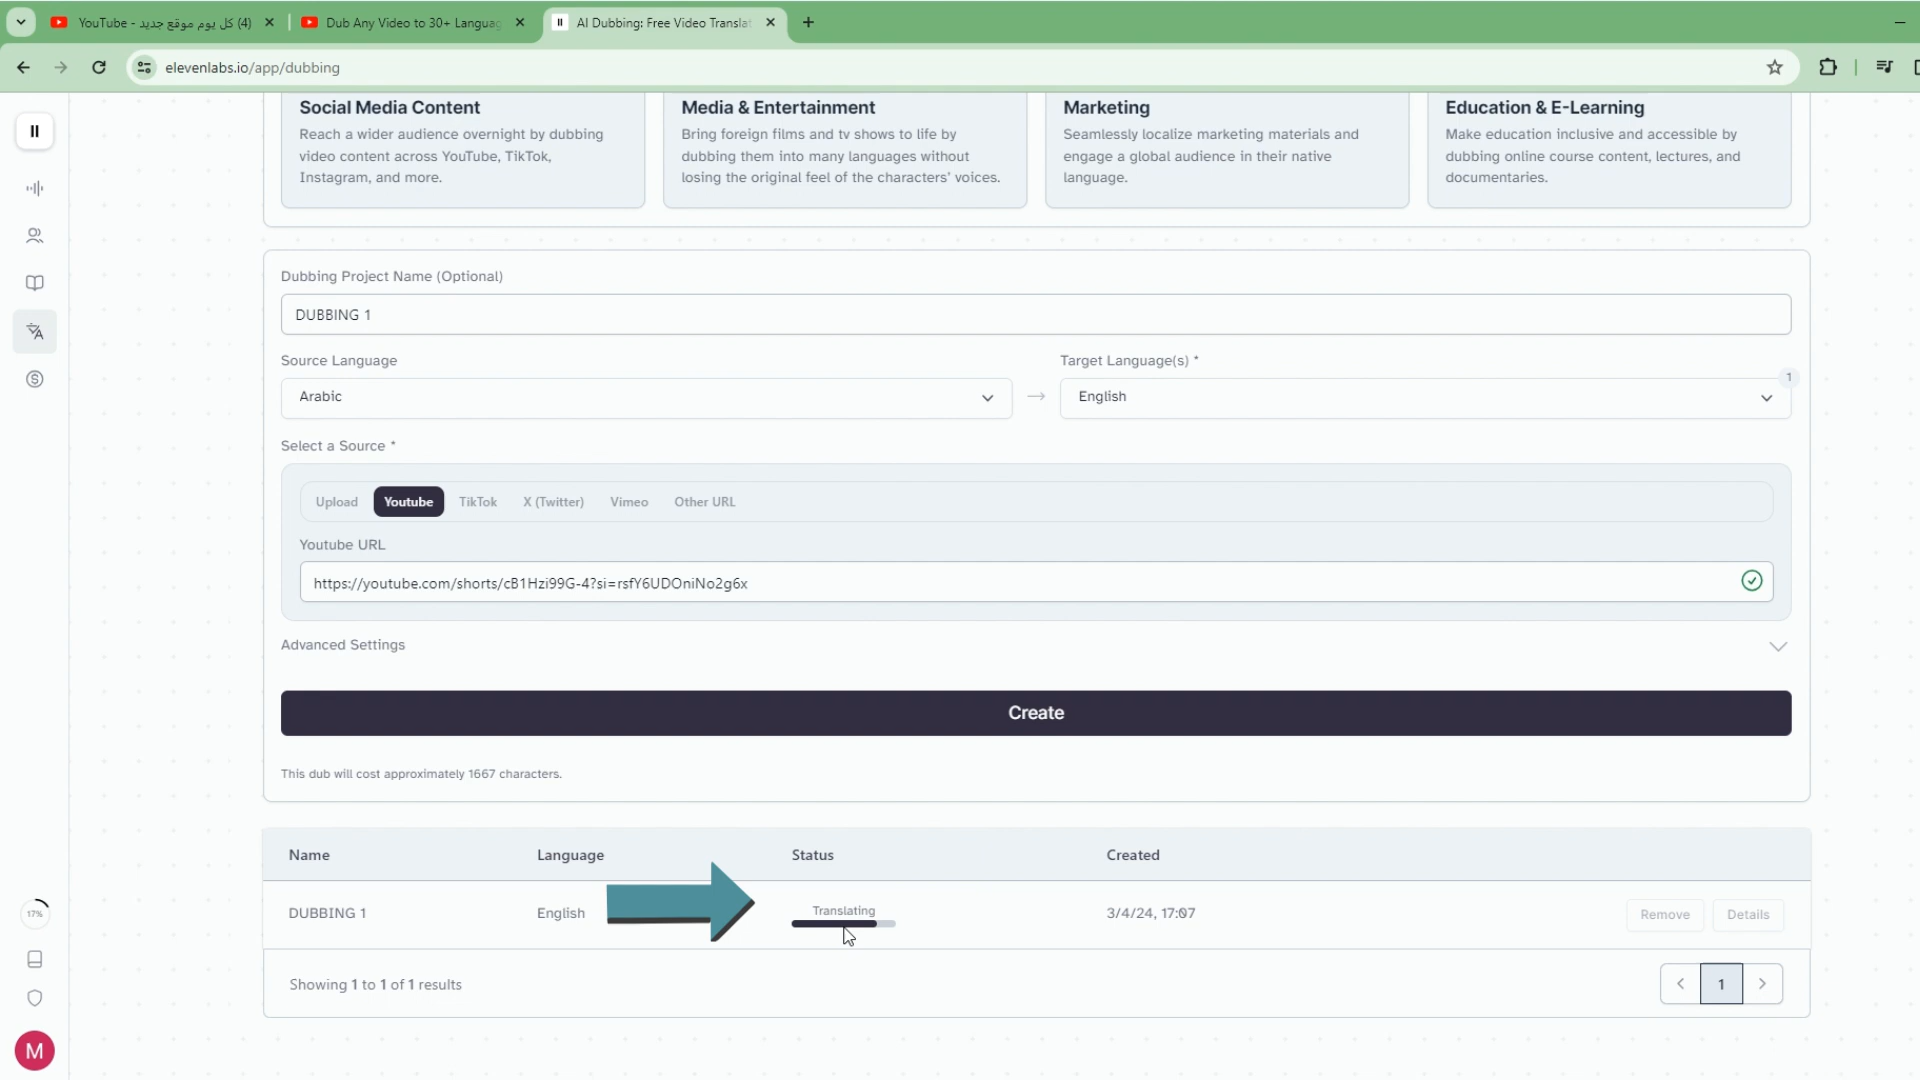 YouTube - كل يوم موقع جديد (4)
Dub Any Video to 30+ Languag
AI Dubbing: Free Video Translat
elevenlabs.io/app/dubbing
Social Media Content
Reach a wider audience overnight by dubbing
video content across YouTube, TikTok,
Instagram, and more.
Media & Entertainment
Bring foreign films and tv shows to life by
dubbing them into many languages without
losing the original feel of the characters' voices.
Marketing
Seamlessly localize marketing materials and
engage a global audience in their native
language.
Education & E-Learning
Make education inclusive and accessible by
dubbing online course content, lectures, and
documentaries.
Dubbing Project Name (Optional)
DUBBING 1
Source Language
Target Language(s) *
1
Arabic
English
Select a Source *
Upload Youtube TikTok X (Twitter) Vimeo Other URL
Youtube URL
https://youtube.com/shorts/cB1Hzi99G-4?si=rsfY6UDOniNo2g6x
Advanced Settings
Create
This dub will cost approximately 1667 characters.
Name Language Status Created
DUBBING 1 English Translating 3/4/24, 17:07 Remove Details
17%
Showing 1 to 1 of 1 results
1
M